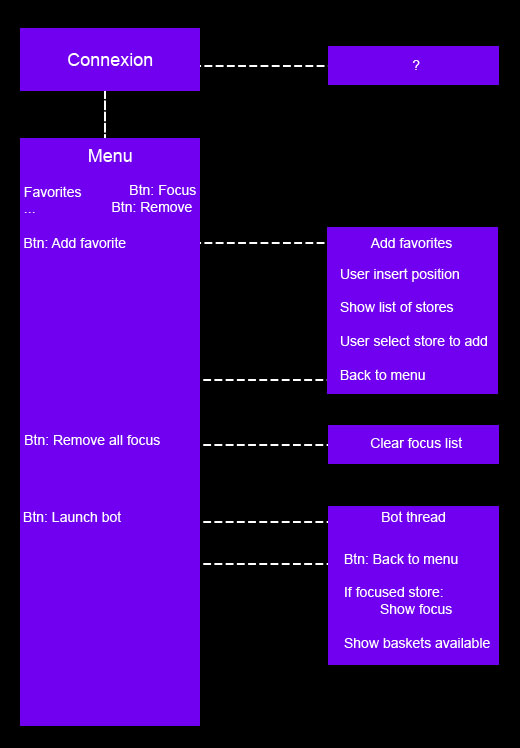 Connexion
?
Menu
Favorites
...
Btn: Focus
Btn: Remove
Btn: Add favorite
Add favorites
User insert position
Show list of stores
User select store to add
Back to menu
Btn: Remove all focus
Clear focus list
Btn: Launch bot
Bot thread
Btn: Back to menu
If focused store:
Show focus
Show baskets available